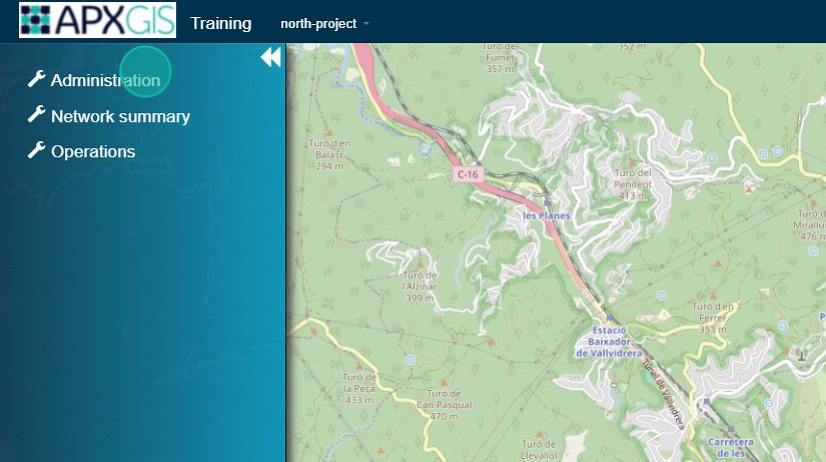 APXGIS
Training
north-project
Administration
Network summary
Operations
Turó del
Fumet
357 m
352 m
Turó d'en
Balasc
294 m
BV-1468
C-16
les Planes
Turó del
Penitent
413 m
Turó d
Mirallu
476 m
Turó de
l'Alzinar
399 m
Turó d'en
Ferrer
353 m
Estació
Baixador
de Vallvidrera
Túnel de Vallvidrera
Turó de
la Peça
433 m
Turó de
Can Pasqual
470 m
Turó de
Llevallol
Carretera
de les